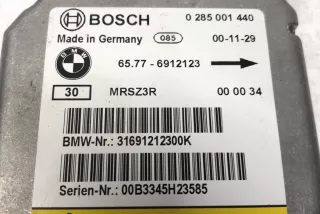 BOSCH 0 285 001 440
Made in Germany 085 00-11-29
BMW 65.77 - 6912123
30 MRSZ3R 00 00 34
BMW-Nr.: 31691212300K
Serien-Nr.: 00B3345H23585